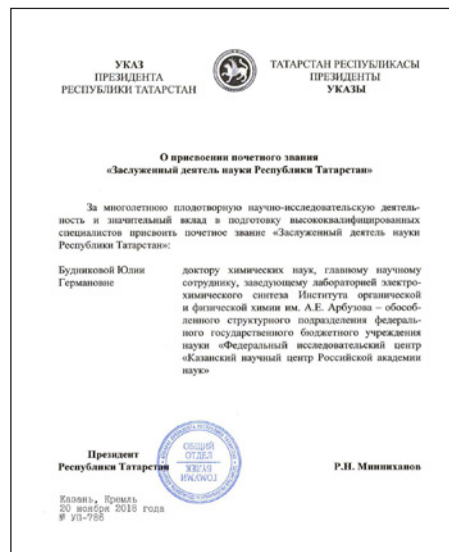 УКАЗ
ПРЕЗИДЕНТА
РЕСПУБЛИКИ ТАТАРСТАН
ТАТАРСТАН РЕСПУБЛИКАСЫ
ПРЕЗИДЕНТЫ
УКАЗЫ
О присвоении почетного звания
«Заслуженный деятель науки Республики Татарстан»
За многолетнюю плодотворную научно-исследовательскую деятель-
ность и значительный вклад в подготовку высококвалифицированных
специалистов присвоить почетное звание «Заслуженный деятель науки
Республики Татарстан»:
Будниковой Юлии
Германовне
доктору химических наук, главному научному
сотруднику, заведующему лабораторией электро-
химического синтеза Института органической
и физической химии им. А.Е. Арбузова – обособ-
ленного структурного подразделения федераль-
ного государственного бюджетного учреждения
науки «Федеральный исследовательский центр
«Казанский научный центр Российской академии
наук»
Президент
Республики Татарстан
Р.Н. Минниханов
ОБЩИЙ
ОТДЕЛ
ГОМУМИ
БҮЛЕК
Казань, Кремль
20 ноября 2018 года
№ УП-786